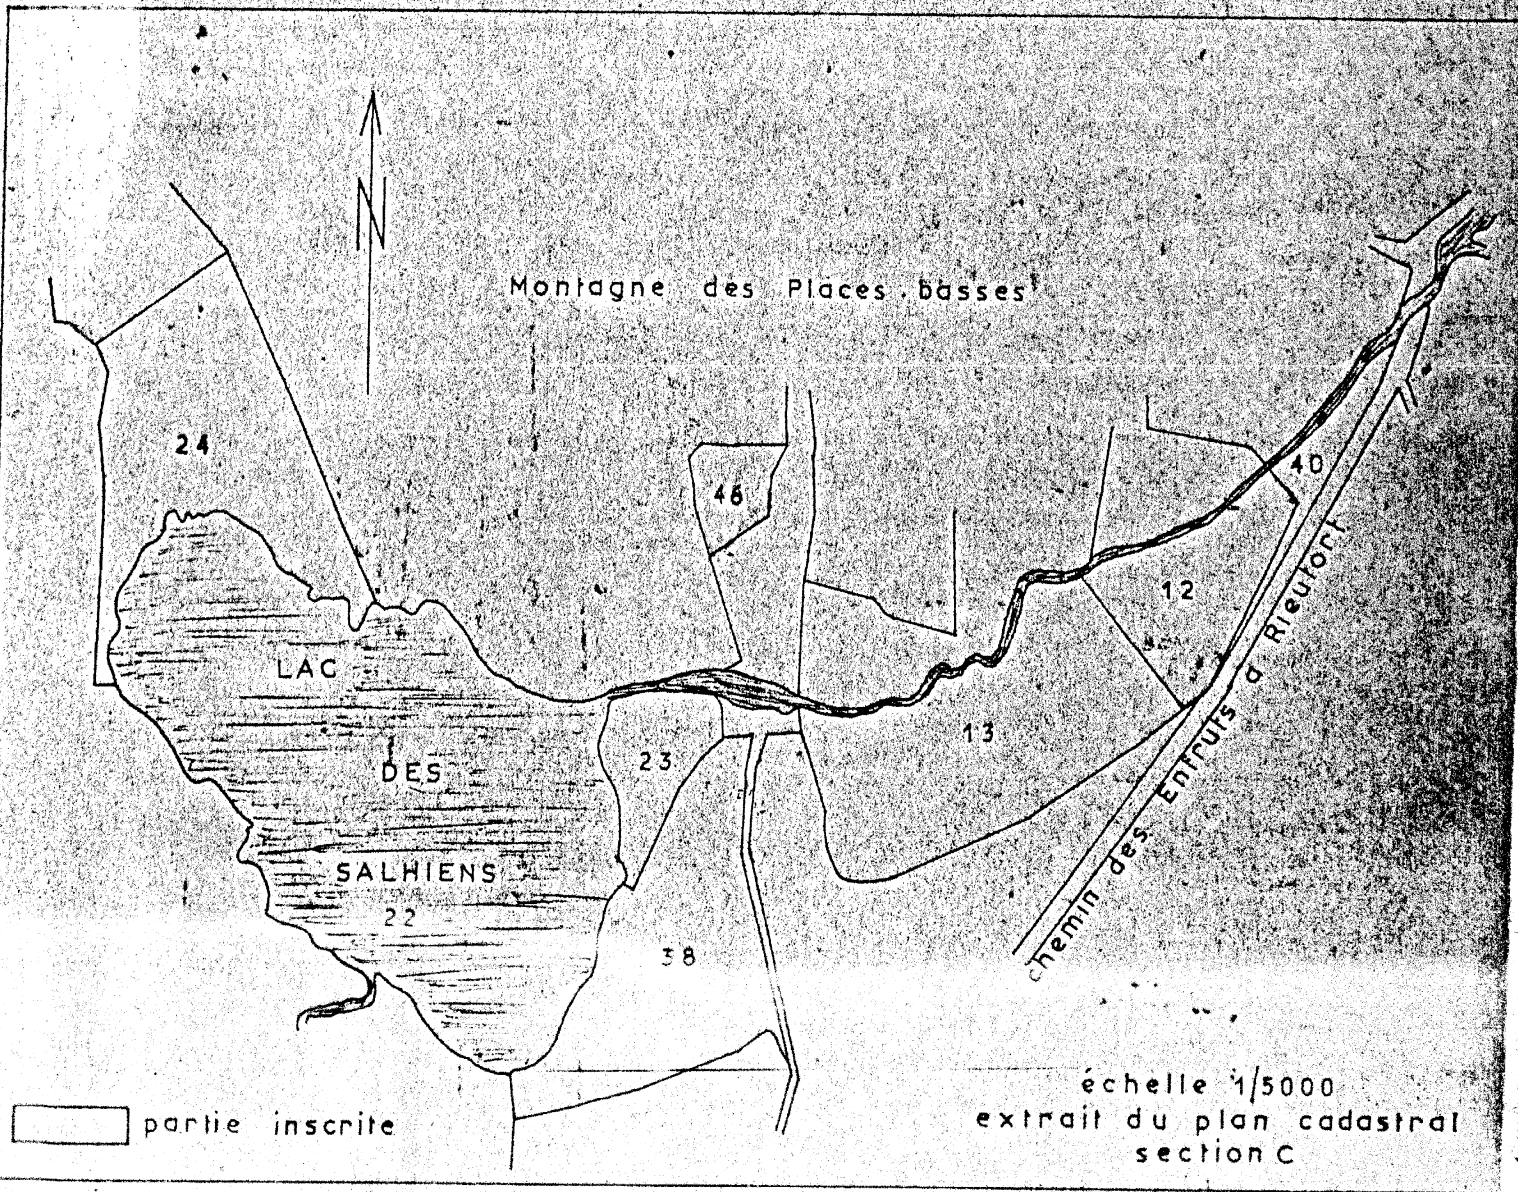 N
Montagne des Places basses
24
46
40
12
LAC
13
DES
23
SALHIENS
22
38
chemin des Enfruts à Rieutort
échelle 1/5000
partie inscrite
extrait du plan cadastral
section C